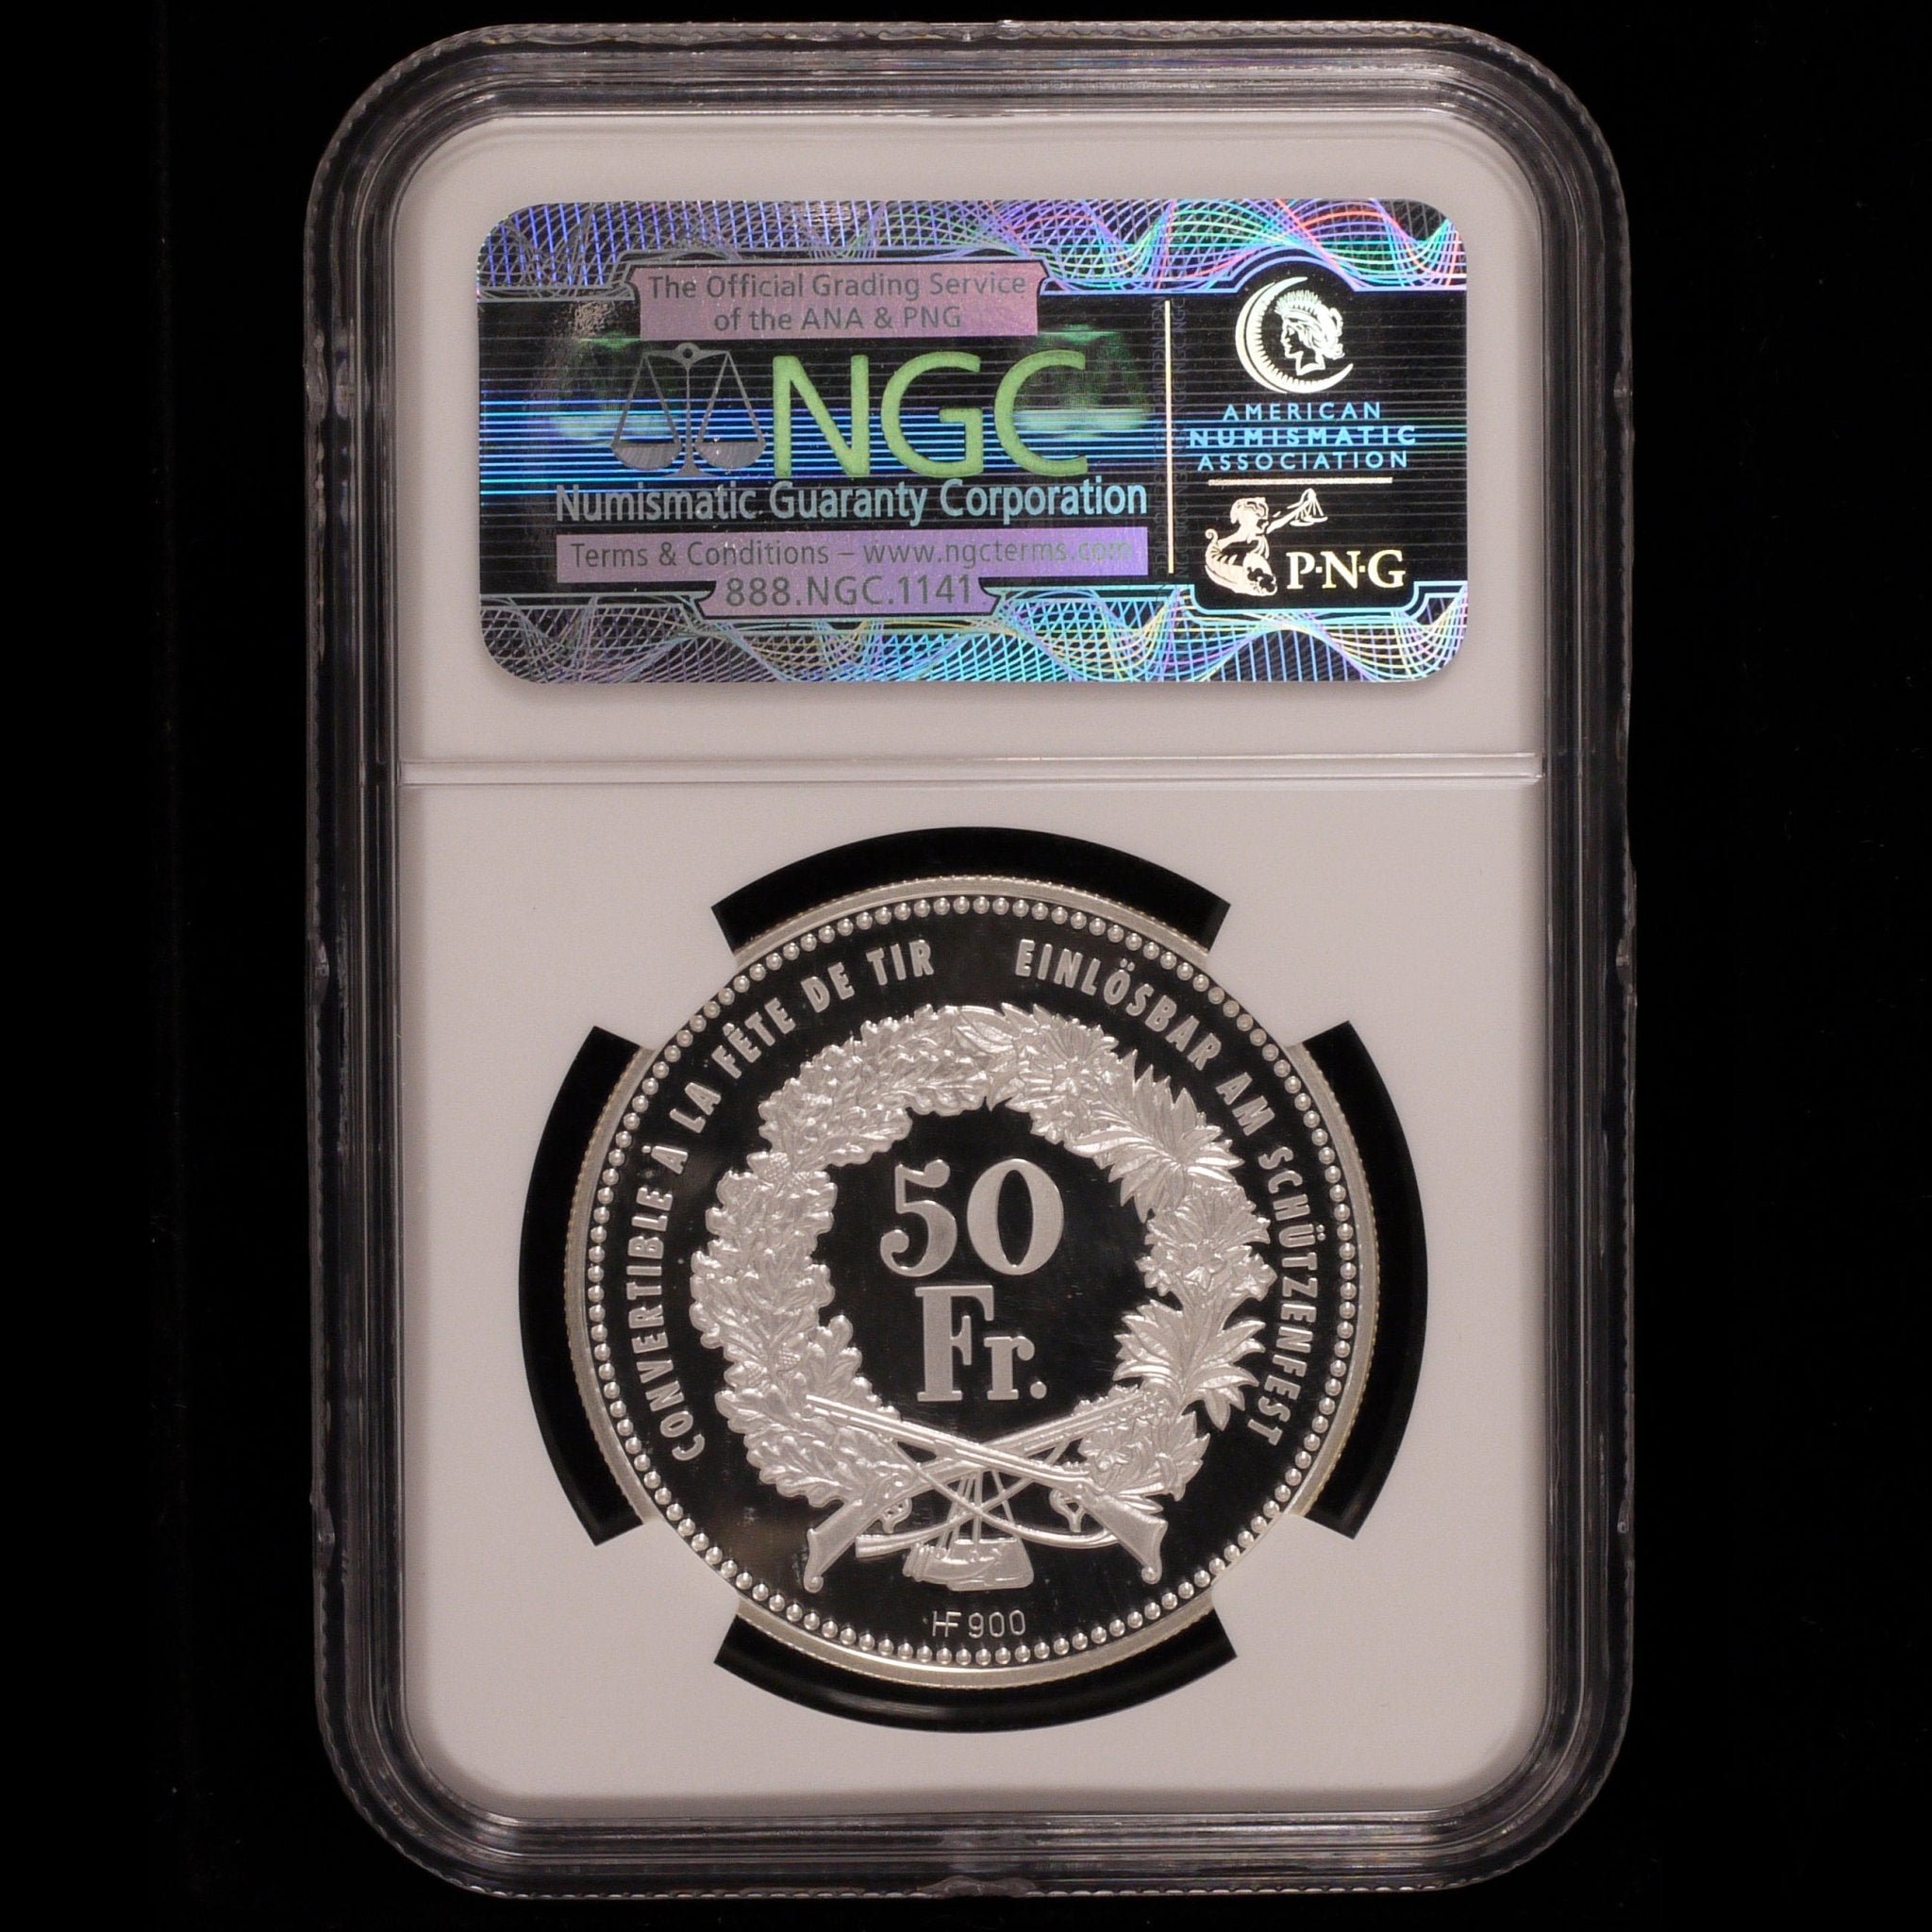 The Official Grading Service
of the ANA & PNG
NGC
Numismatic Guaranty Corporation
Terms & Conditions – www.ngcterms.com
888.NGC.1141
AMERICAN
NUMISMATIC
ASSOCIATION
P·N·G
CONVERTIBLE À LA FÊTE DE TIR
EINLÖSBAR AM SCHÜTZENFEST
50
Fr.
HF 900